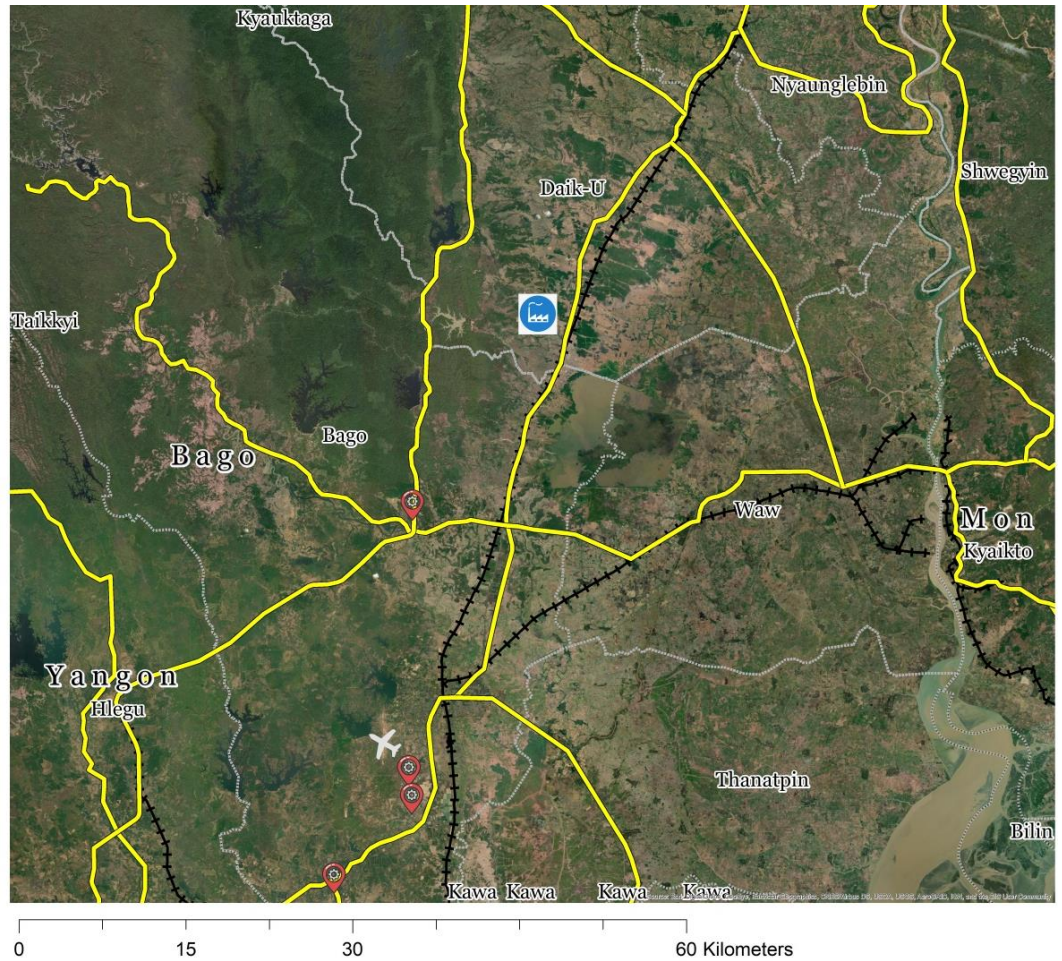 Kyauktaga
Nyaunglebin
Shwegyin
Daik-U
Taikkyi
Bago
Bago
Waw
Mon
Kyaikto
Yangon
Hlegu
Thanatpin
Bilin
Kawa Kawa Kawa Kawa
0 15 30 60 Kilometers